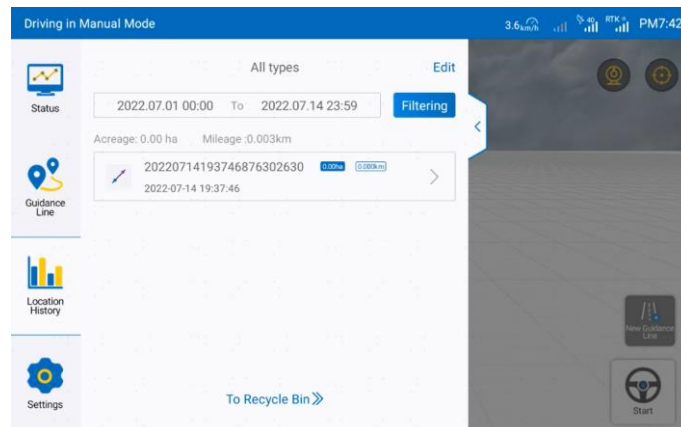 Driving in Manual Mode
3.6km/h
40
RTK
PM7:42
Status
Guidance
Line
Location
History
Settings
All types
Edit
2022.07.01 00:00 To 2022.07.14 23:59
Filtering
Acreage: 0.00 ha Mileage :0.003km
20220714193746876302630 0.00ha 0.000km
2022-07-14 19:37:46
To Recycle Bin
New Guidance
Line
Start